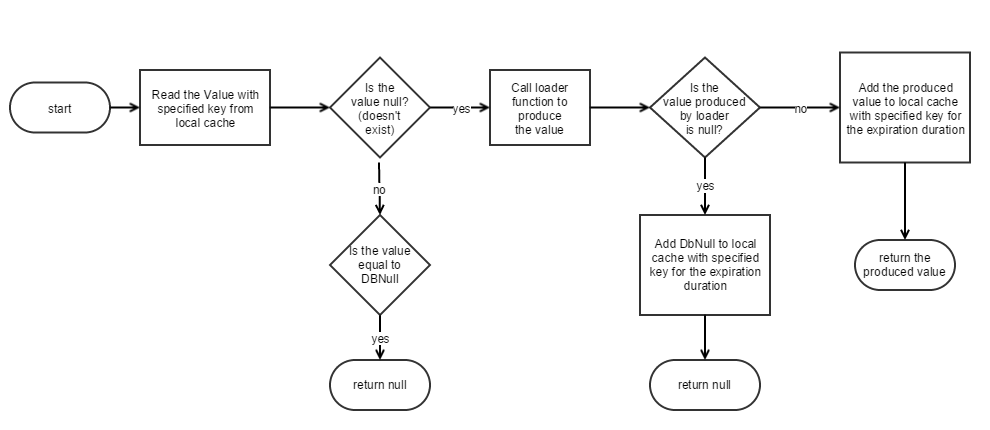 start
Read the Value with
specified key from
local cache
Is the
value null?
(doesn't
exist)
yes
Call loader
function to
produce
the value
Is the
value produced
by loader
is null?
no
Add the produced
value to local cache
with specified key for
the expiration duration
no
yes
Is the value
equal to
DBNull
Add DbNull to local
cache with specified
key for the expiration
duration
return the
produced value
yes
return null
return null